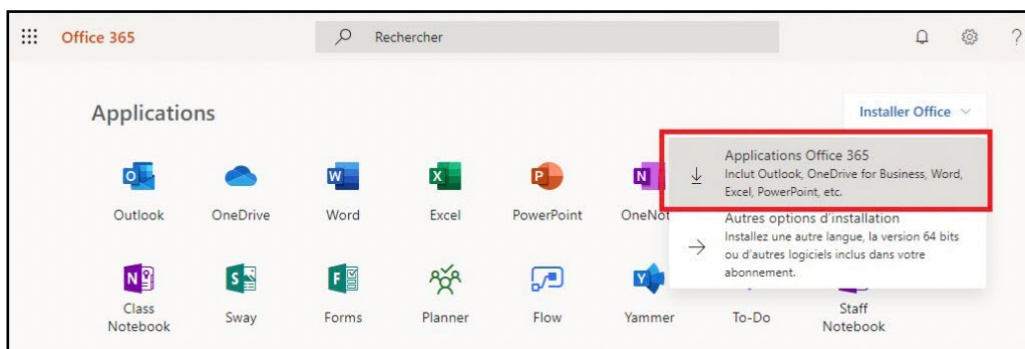 Office 365
Rechercher
?
Applications
Installer Office
Applications Office 365
Inclut Outlook, OneDrive for Business, Word,
Excel, PowerPoint, etc.
Outlook
OneDrive
Word
Excel
PowerPoint
OneNot
Autres options d'installation
Installez une autre langue, la version 64 bits
ou d'autres logiciels inclus dans votre
abonnement.
Class
Notebook
Sway
Forms
Planner
Flow
Yammer
To-Do
Staff
Notebook